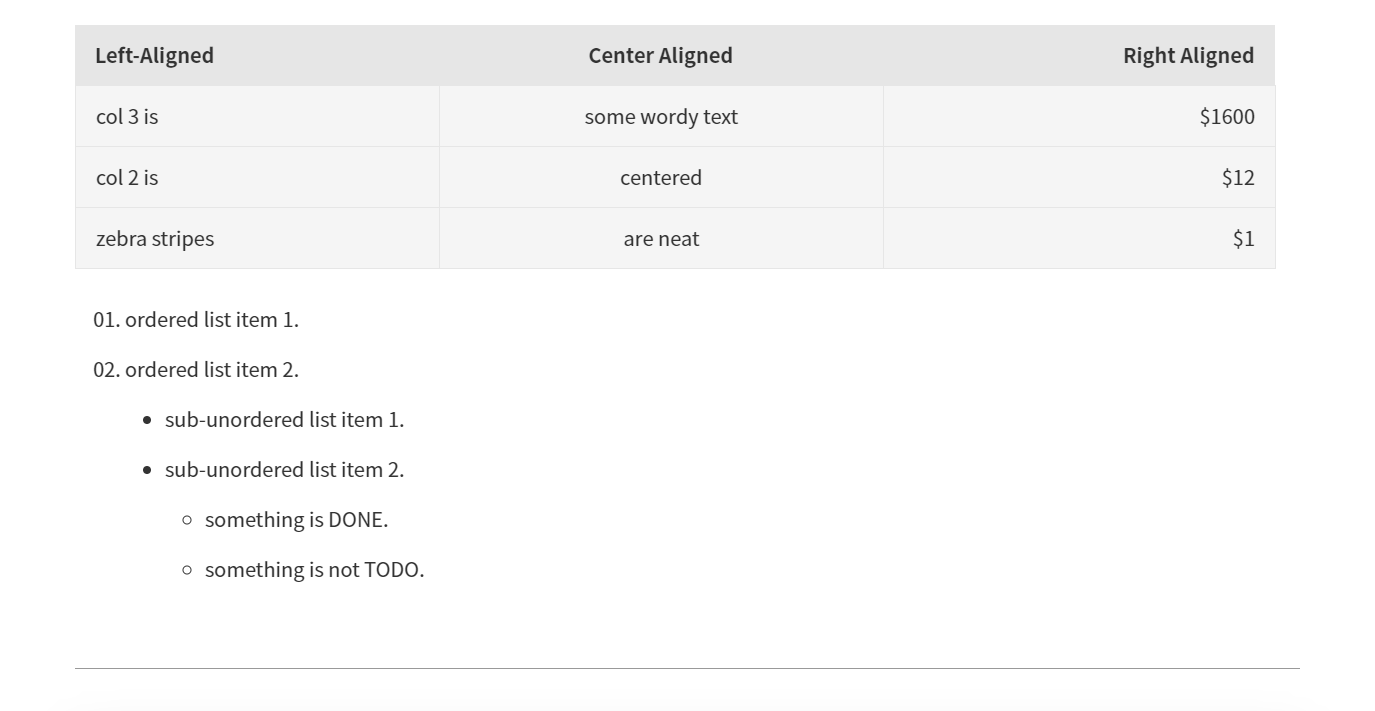 Left-Aligned Center Aligned Right Aligned
col 3 is some wordy text $1600
col 2 is centered $12
zebra stripes are neat $1
01. ordered list item 1.
02. ordered list item 2.
• sub-unordered list item 1.
• sub-unordered list item 2.
○ something is DONE.
○ something is not TODO.